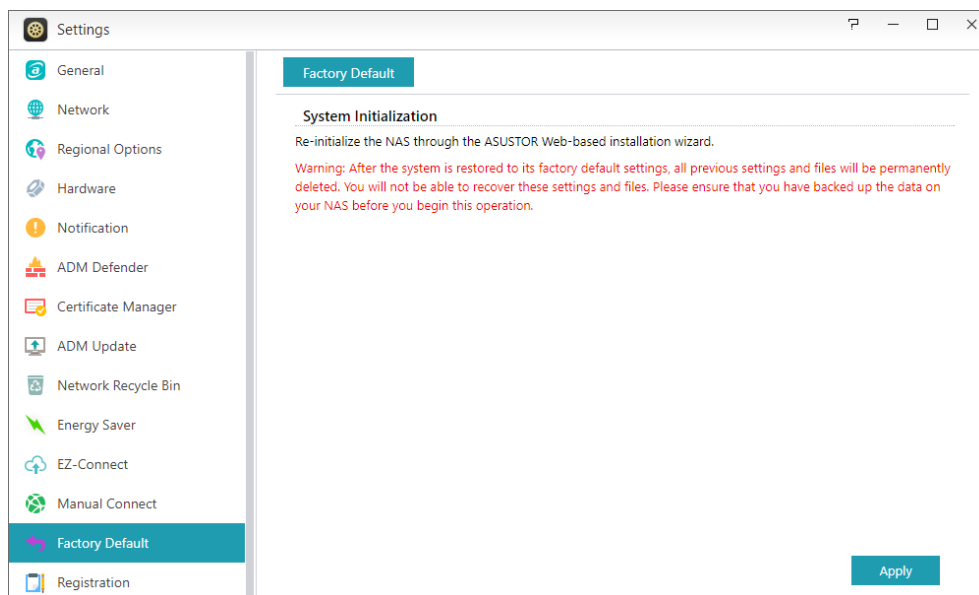 Settings
General
Network
Regional Options
Hardware
Notification
ADM Defender
Certificate Manager
ADM Update
Network Recycle Bin
Energy Saver
EZ-Connect
Manual Connect
Factory Default
Registration
Factory Default
System Initialization
Re-initialize the NAS through the ASUSTOR Web-based installation wizard.
Warning: After the system is restored to its factory default settings, all previous settings and files will be permanently
deleted. You will not be able to recover these settings and files. Please ensure that you have backed up the data on
your NAS before you begin this operation.
Apply